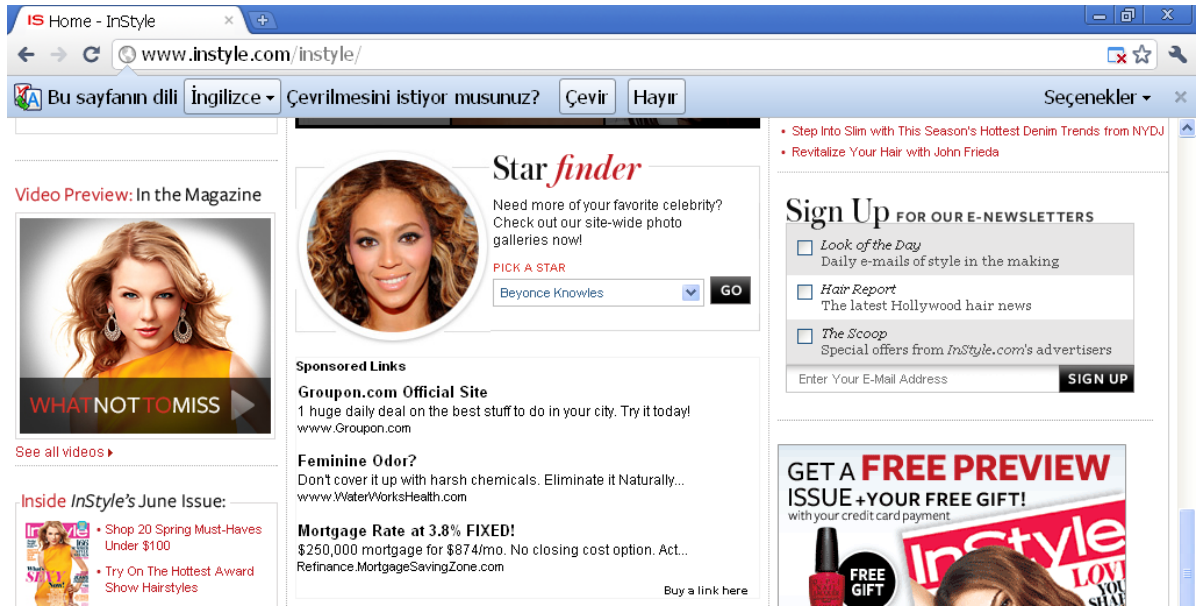 IS Home - InStyle
www.instyle.com/instyle/
Bu sayfanın dili İngilizce Çevrilmesini istiyor musunuz? Çevir Hayır Seçenekler
Video Preview: In the Magazine
WHATNOTTOMISS
See all videos
Inside InStyle's June Issue:
InStyle
• Shop 20 Spring Must-Haves
Under $100
• Try On The Hottest Award
Show Hairstyles
Star finder
Need more of your favorite celebrity?
Check out our site-wide photo
galleries now!
PICK A STAR
Beyonce Knowles GO
Sponsored Links
Groupon.com Official Site
1 huge daily deal on the best stuff to do in your city. Try it today!
www.Groupon.com
Feminine Odor?
Don't cover it up with harsh chemicals. Eliminate it Naturally...
www.WaterWorksHealth.com
Mortgage Rate at 3.8% FIXED!
$250,000 mortgage for $874/mo. No closing cost option. Act...
Refinance.MortgageSavingZone.com
Buy a link here
• Step Into Slim with This Season's Hottest Denim Trends from NYDJ
• Revitalize Your Hair with John Frieda
Sign Up FOR OUR E-NEWSLETTERS
Look of the Day
Daily e-mails of style in the making
Hair Report
The latest Hollywood hair news
The Scoop
Special offers from InStyle.com's advertisers
Enter Your E-Mail Address SIGN UP
GET A FREE PREVIEW
ISSUE +YOUR FREE GIFT!
with your credit card payment
InStyle
FREE
GIFT
YOUR